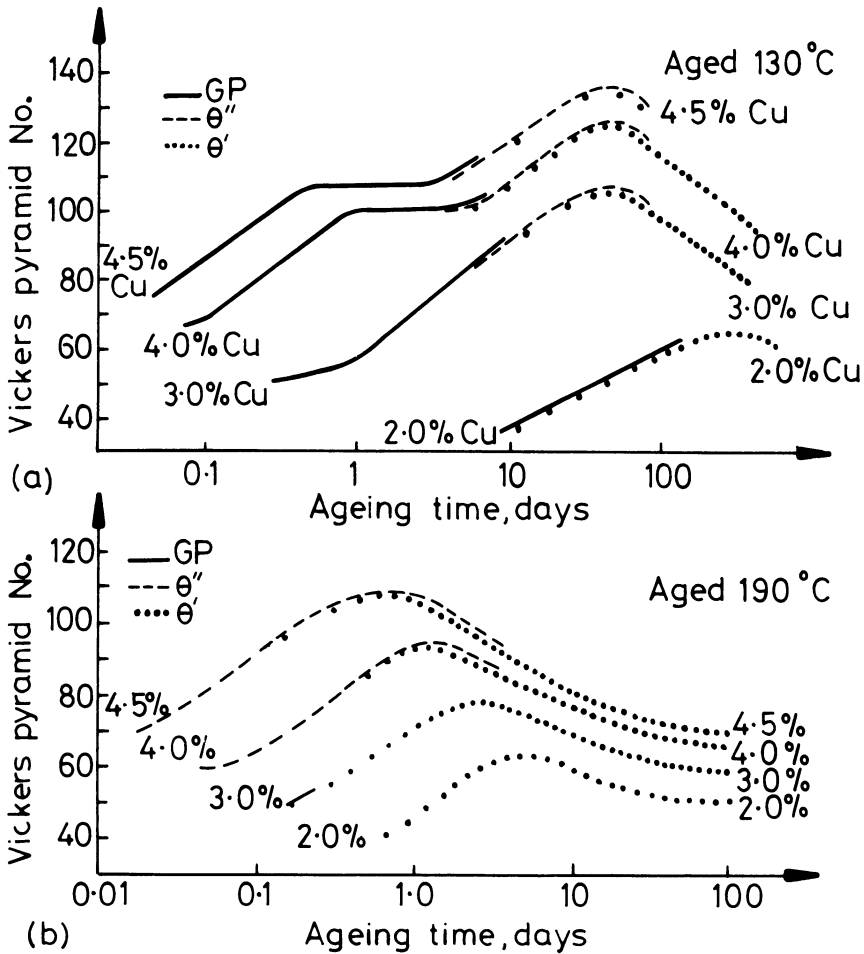 Vickers pyramid No.
140
120
100
80
60
40
GP
θ″
θ′
Aged 130 °C
4·5% Cu
4·0% Cu
3·0% Cu
2·0% Cu
4·5%
Cu
4·0% Cu
3·0% Cu
2·0% Cu
0·1 1 10 100
(a)
Ageing time, days
Vickers pyramid No.
120
100
80
60
40
GP
θ″
θ′
Aged 190 °C
4·5%
4·0%
3·0%
2·0%
4·5%
4·0%
3·0%
2·0%
0·01 0·1 1·0 10 100
(b)
Ageing time, days